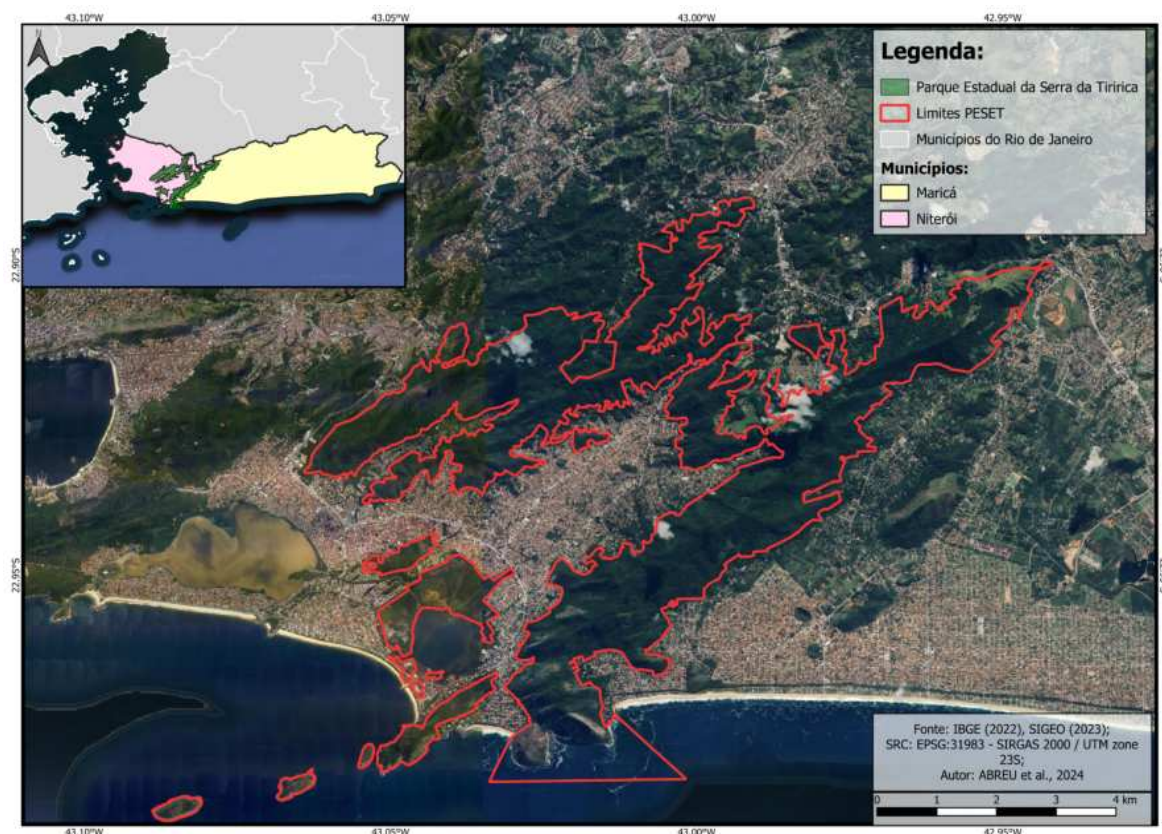 43.10°W 43.05°W 43.00°W 42.95°W
N
Legenda:
Parque Estadual da Serra da Tiririca
Limites PESET
Municípios do Rio de Janeiro
Municípios:
Maricá
Niterói
22.90°S
22.95°S
Fonte: IBGE (2022), SIGEO (2023);
SRC: EPSG:31983 - SIRGAS 2000 / UTM zone
23S;
Autor: ABREU et al., 2024
0 1 2 3 4 km
43.10°W 43.05°W 43.00°W 42.95°W